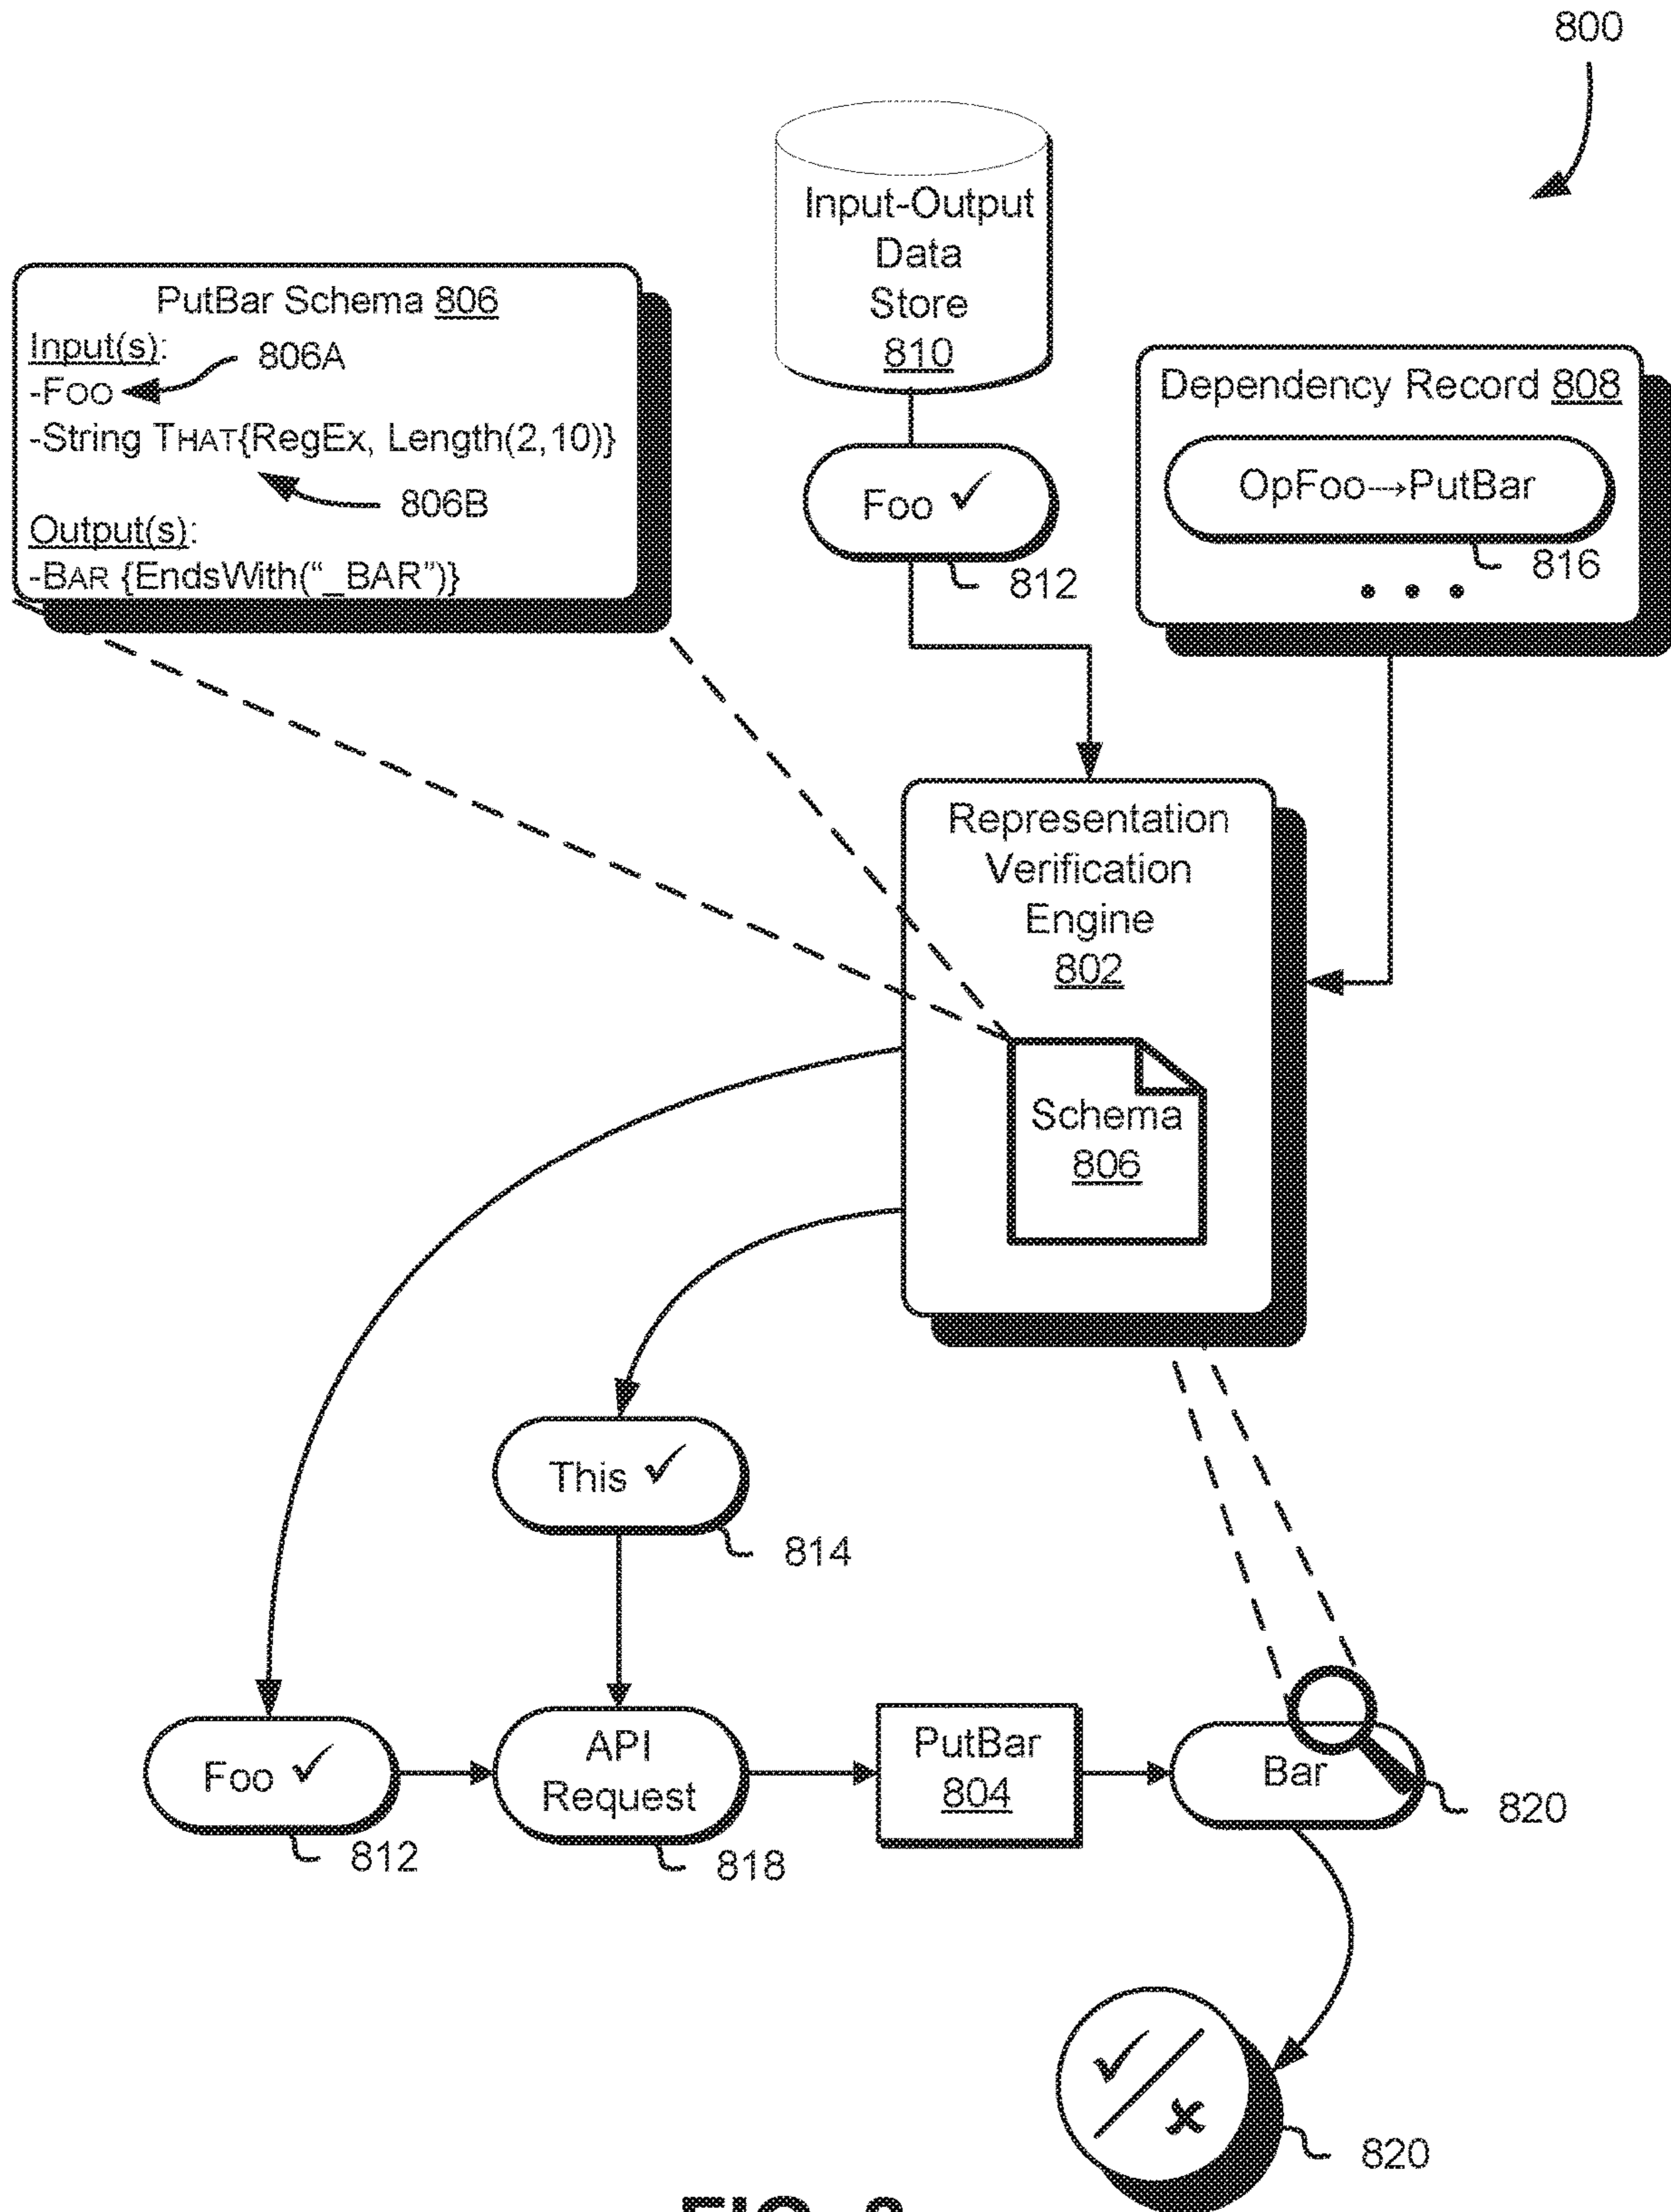 800
Input-Output
Data
Store
810
PutBar Schema 806
Input(s):
806A
-Foo
-String THAT{RegEx, Length(2,10)}
806B
Output(s):
-BAR {EndsWith("_BAR")}
Foo ✓
812
Dependency Record 808
OpFoo→PutBar
816
• • •
Representation
Verification
Engine
802
Schema
806
This ✓
814
Foo ✓
812
API
Request
818
PutBar
804
Bar
820
✓/x
820
FIG.